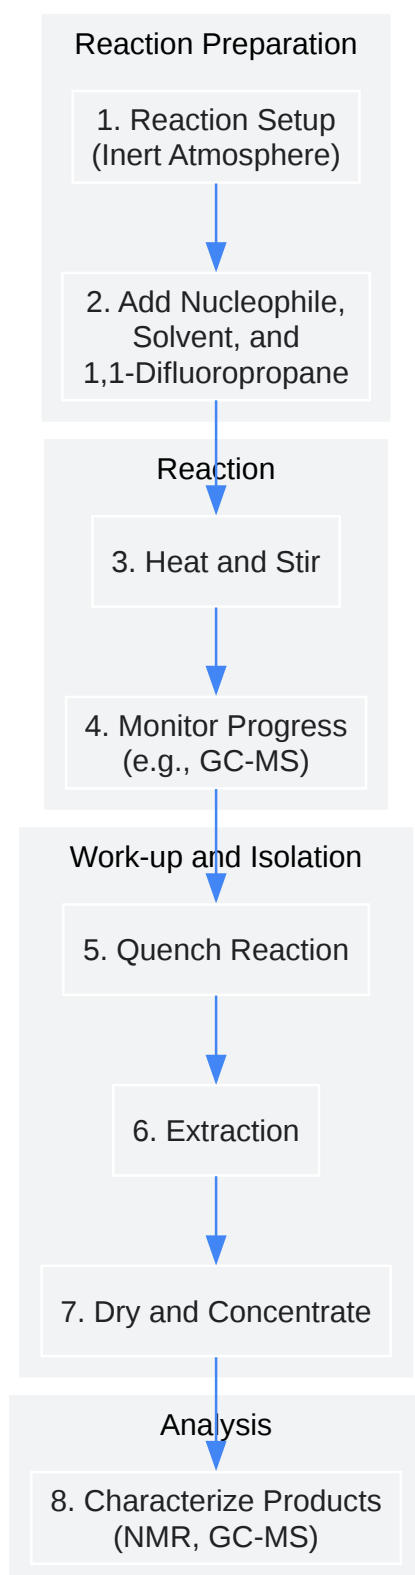 Reaction Preparation
1. Reaction Setup
(Inert Atmosphere)
2. Add Nucleophile,
Solvent, and
1,1-Difluoropropane
Reaction
3. Heat and Stir
4. Monitor Progress
(e.g., GC-MS)
Work-up and Isolation
5. Quench Reaction
6. Extraction
7. Dry and Concentrate
Analysis
8. Characterize Products
(NMR, GC-MS)